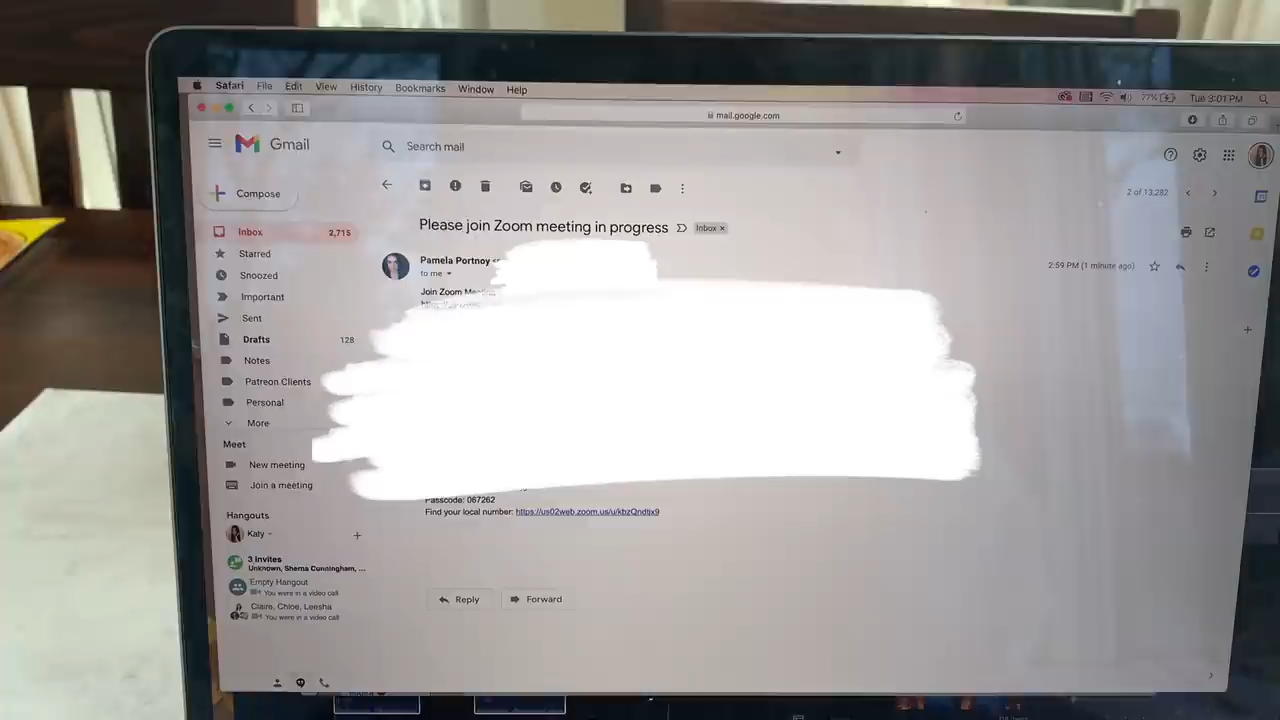 Safari File Edit View History Bookmarks Window Help
77% Tue 3:01 PM
mail.google.com
Gmail
Search mail
Compose
2 of 13,282
Inbox 2,715
Please join Zoom meeting in progress Inbox ×
Starred
Pamela Portnoy
2:59 PM (1 minute ago)
to me
Snoozed
Join Zoom
Important
Sent
Drafts 128
Notes
Patreon Clients
Personal
More
Meet
New meeting
Join a meeting
Passcode: 067262
Find your local number: https://us02web.zoom.us/u/kbzQndtjx9
Hangouts
Katy
3 Invites
Unknown, Sherna Cunningham, ...
Empty Hangout
You were in a video call
Claire, Chloe, Leesha
You were in a video call
Reply Forward